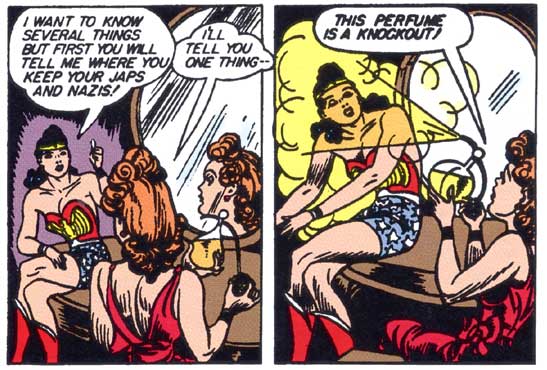 I WANT TO KNOW
SEVERAL THINGS
BUT FIRST YOU WILL
TELL ME WHERE YOU
KEEP YOUR JAPS
AND NAZIS!
I'LL
TELL YOU
ONE THING--
THIS PERFUME
IS A KNOCKOUT!